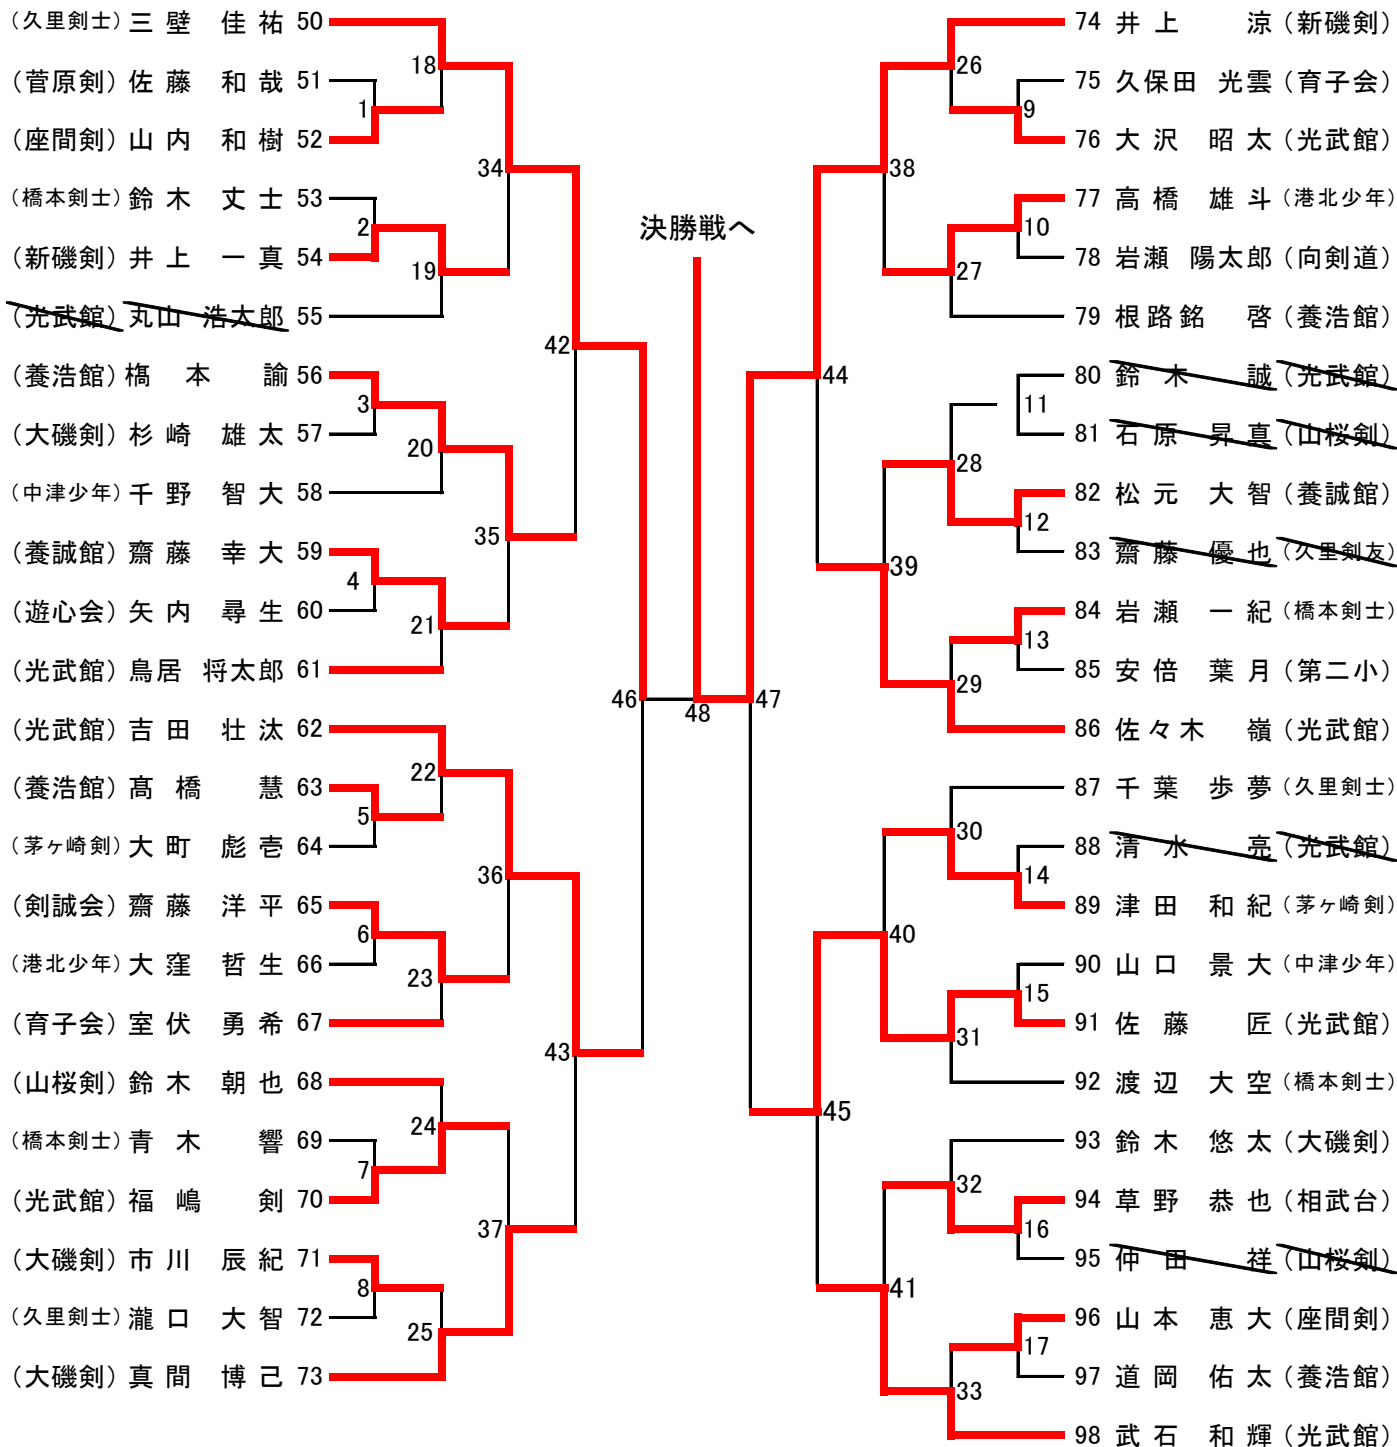 (久里剣士) 三壁 佳祐 50
(菅原剣) 佐藤 和哉 51
(座間剣) 山内 和樹 52
(橋本剣士) 鈴木 丈士 53
(新磯剣) 井上 一真 54
(光武館) 丸山 浩太郎 55
(養浩館) 槗本 諭 56
(大磯剣) 杉崎 雄太 57
(中津少年) 千野 智大 58
(養誠館) 齋藤 幸大 59
(遊心会) 矢内 尋生 60
(光武館) 鳥居 将太郎 61
(光武館) 吉田 壮汰 62
(養浩館) 髙橋 慧 63
(茅ヶ崎剣) 大町 彪壱 64
(剣誠会) 齋藤 洋平 65
(港北少年) 大窪 哲生 66
(育子会) 室伏 勇希 67
(山桜剣) 鈴木 朝也 68
(橋本剣士) 青木 響 69
(光武館) 福嶋 剣 70
(大磯剣) 市川 辰紀 71
(久里剣士) 瀧口 大智 72
(大磯剣) 真間 博己 73
1
2
3
4
5
6
7
8
18
19
20
21
22
23
24
25
34
35
36
37
42
43
46
決勝戦へ
48
47
44
45
38
39
40
41
26
27
28
29
30
31
32
33
9
10
11
12
13
14
15
16
17
74 井上 涼 (新磯剣)
75 久保田 光雲 (育子会)
76 大沢 昭太 (光武館)
77 高橋 雄斗 (港北少年)
78 岩瀬 陽太郎 (向剣道)
79 根路銘 啓 (養浩館)
80 鈴木 誠 (光武館)
81 石原 昇真 (山桜剣)
82 松元 大智 (養誠館)
83 齋藤 優也 (久里剣友)
84 岩瀬 一紀 (橋本剣士)
85 安倍 葉月 (第二小)
86 佐々木 嶺 (光武館)
87 千葉 歩夢 (久里剣士)
88 清水 亮 (光武館)
89 津田 和紀 (茅ヶ崎剣)
90 山口 景大 (中津少年)
91 佐藤 匠 (光武館)
92 渡辺 大空 (橋本剣士)
93 鈴木 悠太 (大磯剣)
94 草野 恭也 (相武台)
95 仲田 祥 (山桜剣)
96 山本 恵大 (座間剣)
97 道岡 佑太 (養浩館)
98 武石 和輝 (光武館)